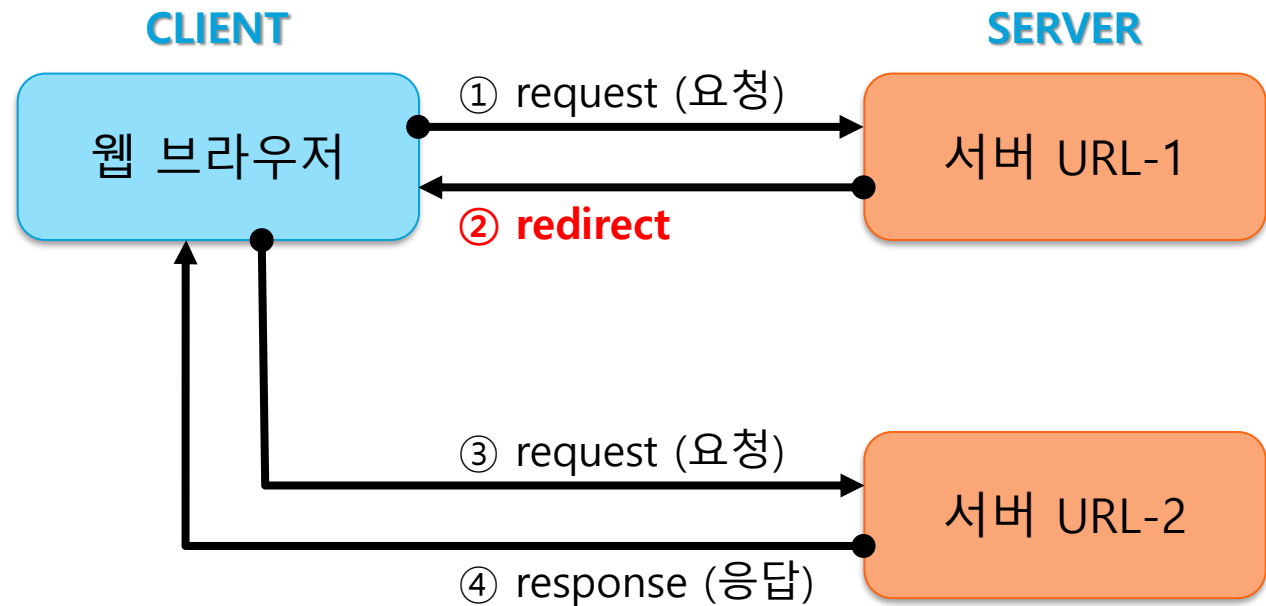 CLIENT
SERVER
① request (요청)
웹 브라우저
서버 URL-1
② redirect
③ request (요청)
서버 URL-2
④ response (응답)